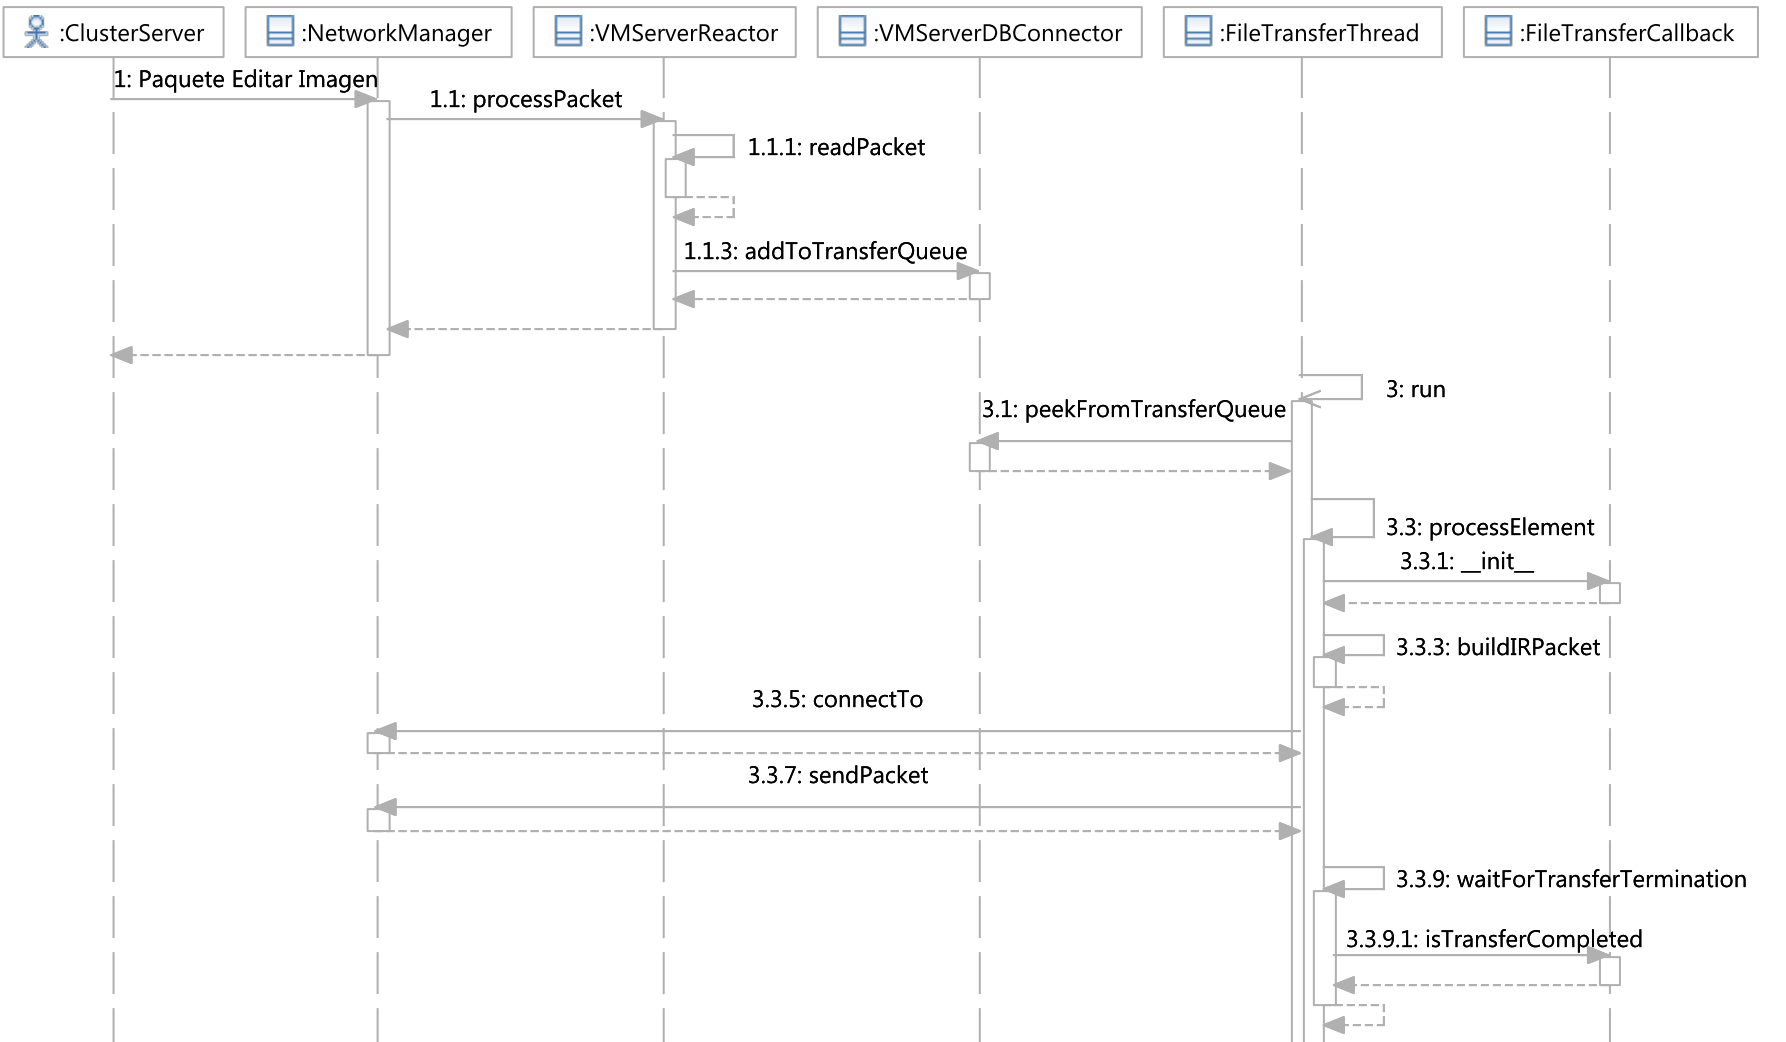 :ClusterServer
:NetworkManager
:VMServerReactor
:VMServerDBConnector
:FileTransferThread
:FileTransferCallback
1: Paquete Editar Imagen
1.1: processPacket
1.1.1: readPacket
1.1.3: addToTransferQueue
3: run
3.1: peekFromTransferQueue
3.3: processElement
3.3.1: __init__
3.3.3: buildIRPacket
3.3.5: connectTo
3.3.7: sendPacket
3.3.9: waitForTransferTermination
3.3.9.1: isTransferCompleted